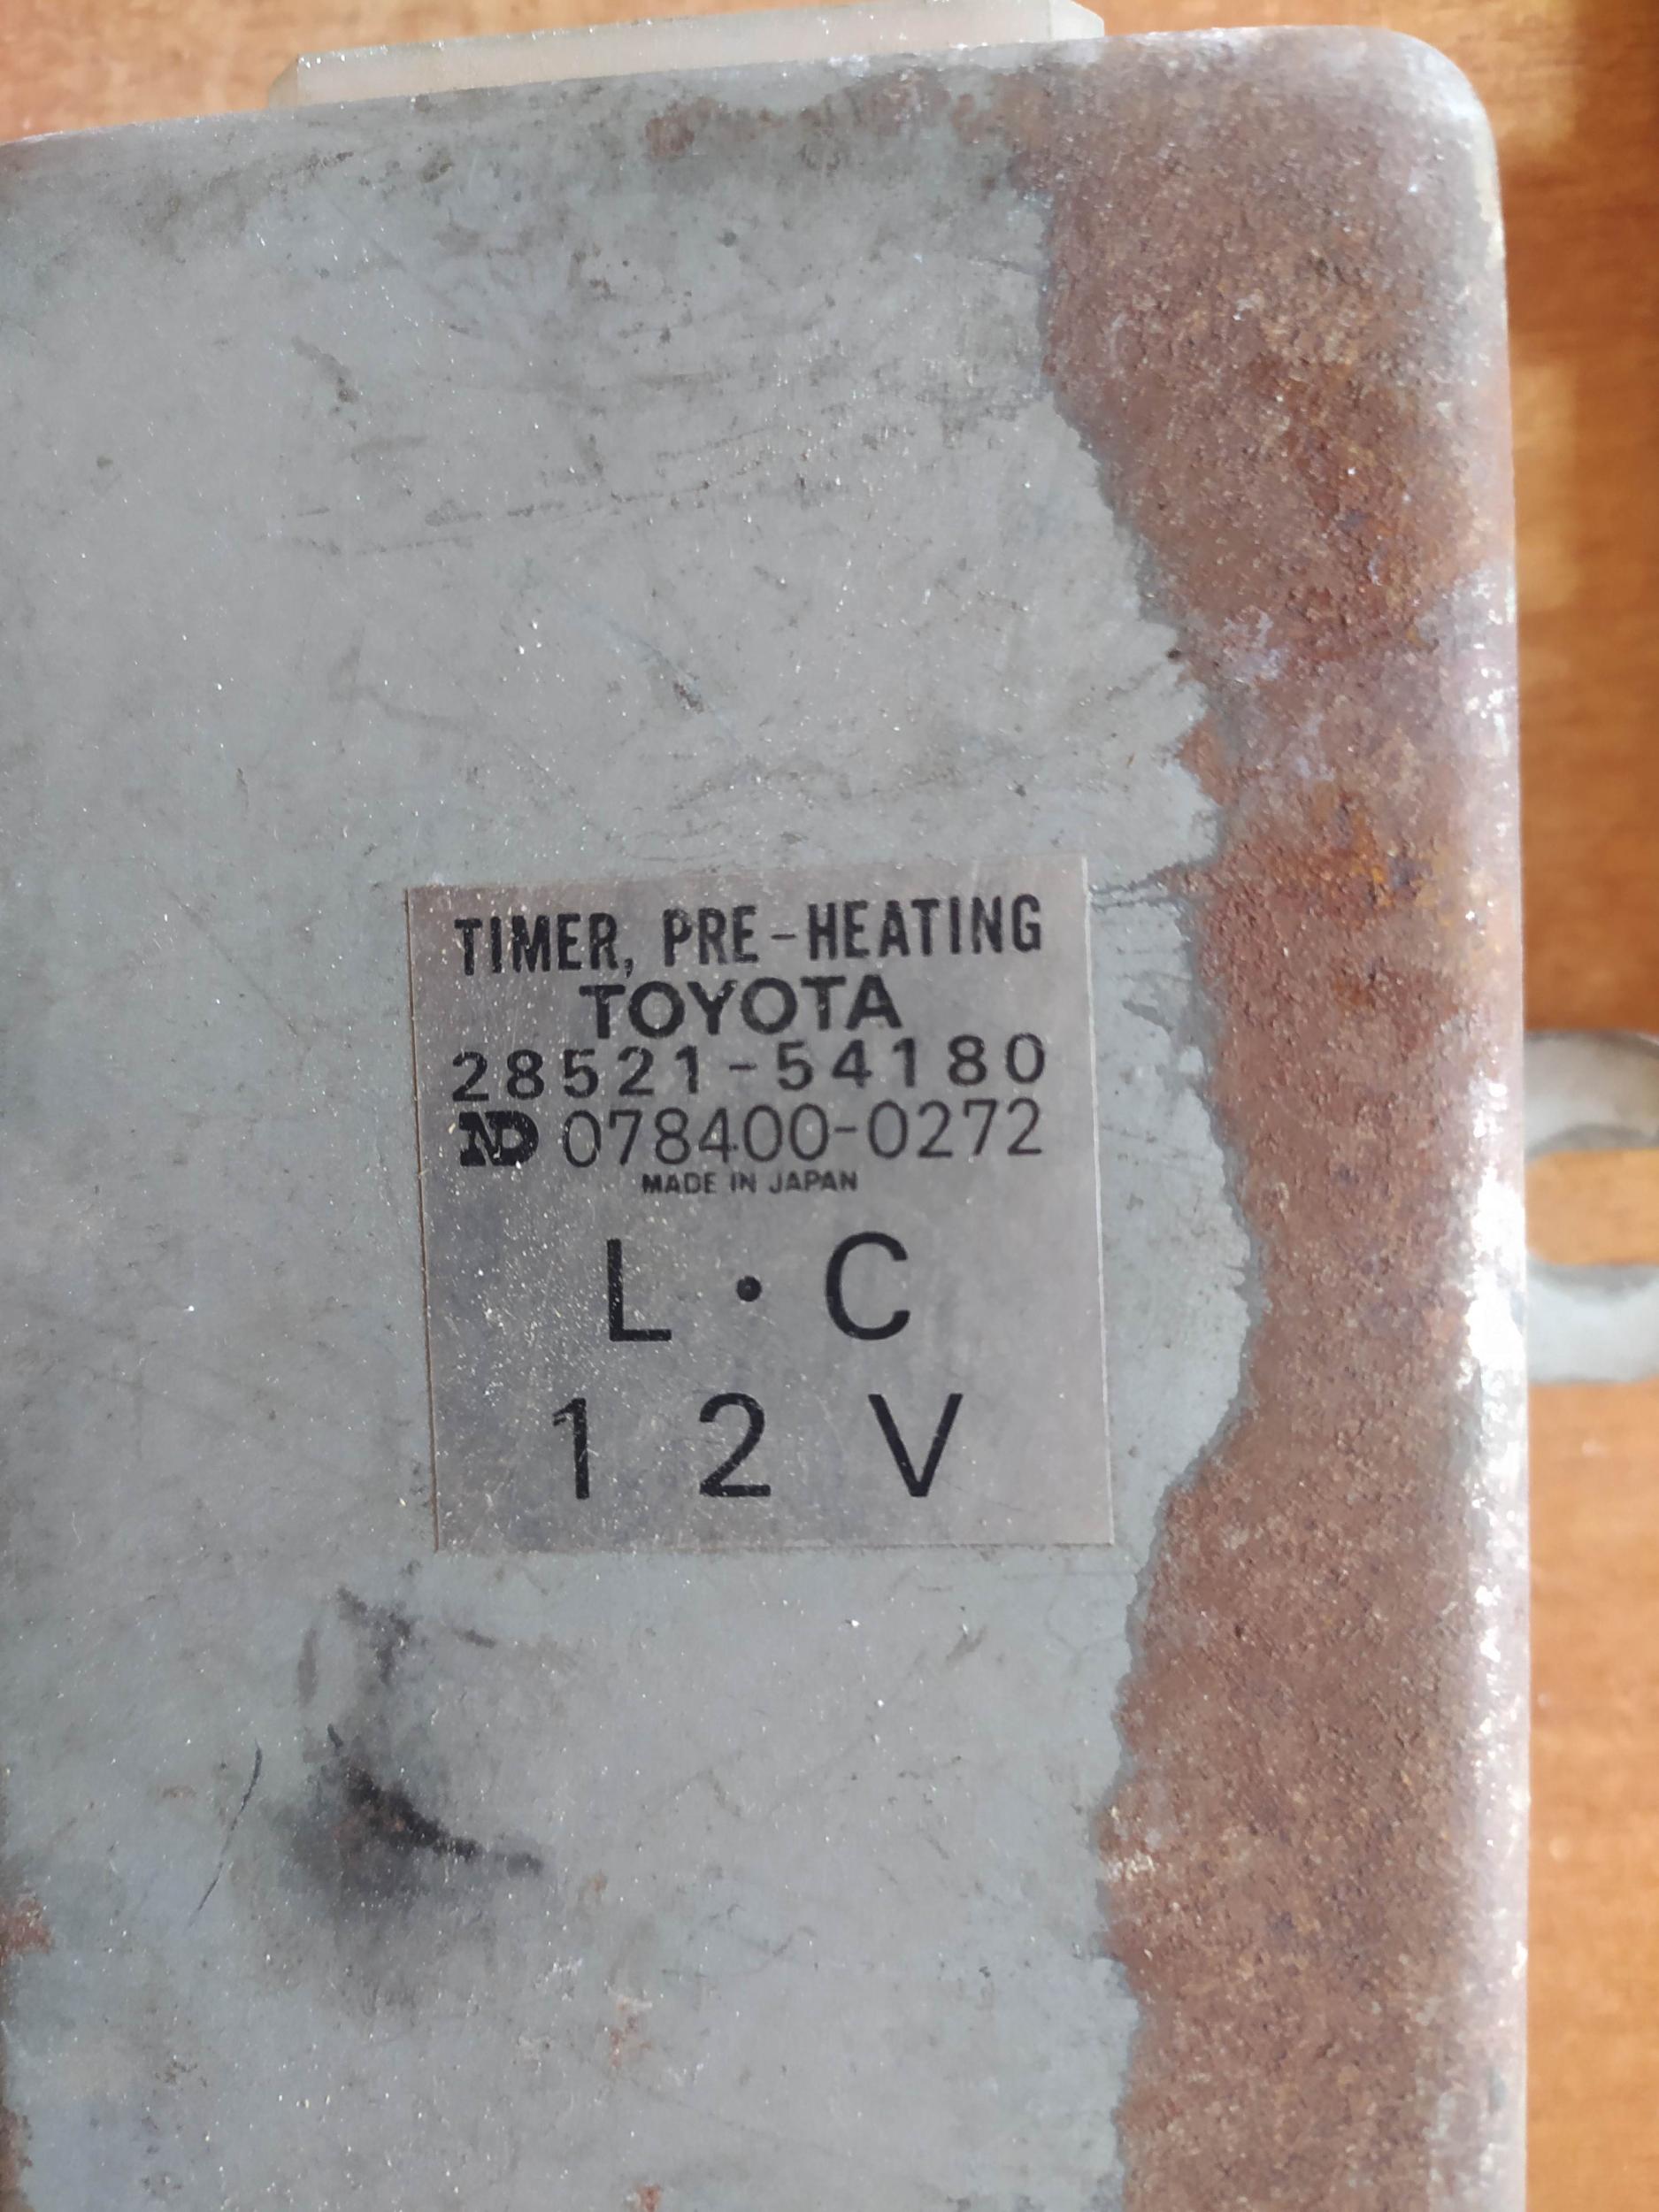 TIMER, PRE-HEATING
TOYOTA
28521-54180
ND 078400-0272
MADE IN JAPAN
L·C
12V